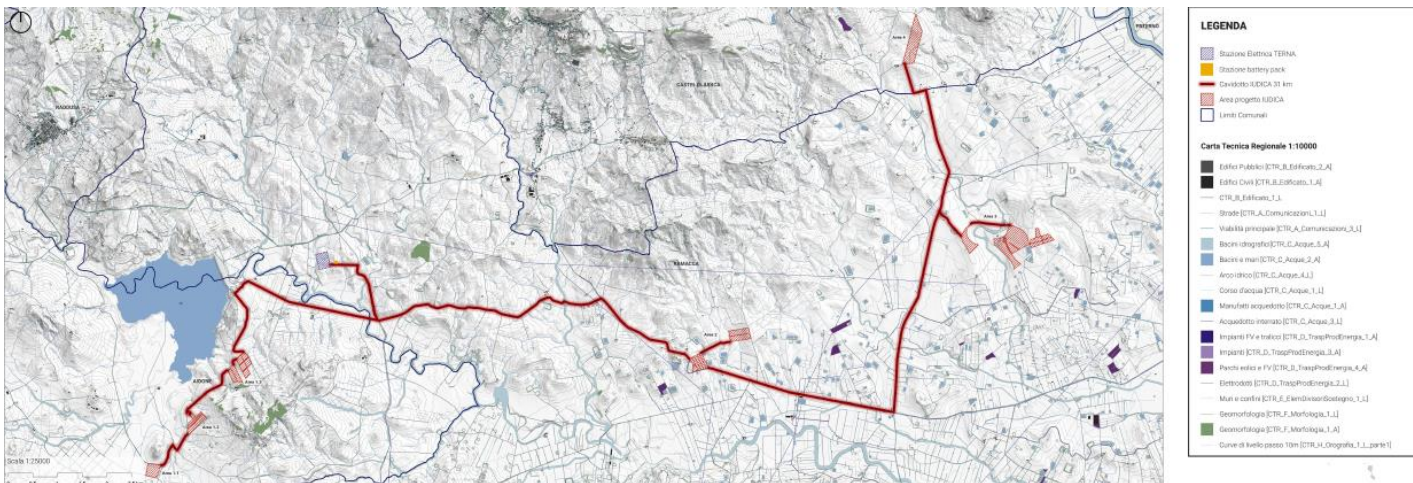 PATERNO
Area 4
RADDUSA
CASTEL DI IUDICA
Area 3
RAMACCA
Area 2
AIDONE
Area 1.3
Area 1.2
Area 1.1
Scala 1:25000
LEGENDA
Stazione Elettrica TERNA
Stazione battery pack
Cavidotto IUDICA 31 km
Area progetto IUDICA
Limiti Comunali
Carta Tecnica Regionale 1:10000
Edifici Pubblici [CTR_B_Edificato_2_A]
Edifici Civili [CTR_B_Edificato_1_A]
CTR_B_Edificato_1_L
Strade [CTR_A_Comunicazioni_1_L]
Viabilità principale [CTR_A_Comunicazioni_3_L]
Bacini idrografici[CTR_C_Acque_5_A]
Bacini e mari [CTR_C_Acque_2_A]
Arco idrico [CTR_C_Acque_4_L]
Corso d'acqua [CTR_C_Acque_1_L]
Manufatti acquedotto [CTR_C_Acque_1_A]
Acquedotto interrato [CTR_C_Acque_3_L]
Impianti FV e tralicci [CTR_D_TraspProdEnergia_1_A]
Impianti [CTR_D_TraspProdEnergia_3_A]
Parchi eolici e FV [CTR_D_TraspProdEnergia_4_A]
Elettrodotti [CTR_D_TraspProdEnergia_2_L]
Muri e confini [CTR_E_ElemDivisoriSostegno_1_L]
Geomorfologia [CTR_F_Morfologia_1_L]
Geomorfologia [CTR_F_Morfologia_1_A]
Curve di livello passo 10m [CTR_H_Orografia_1_L_parte1]